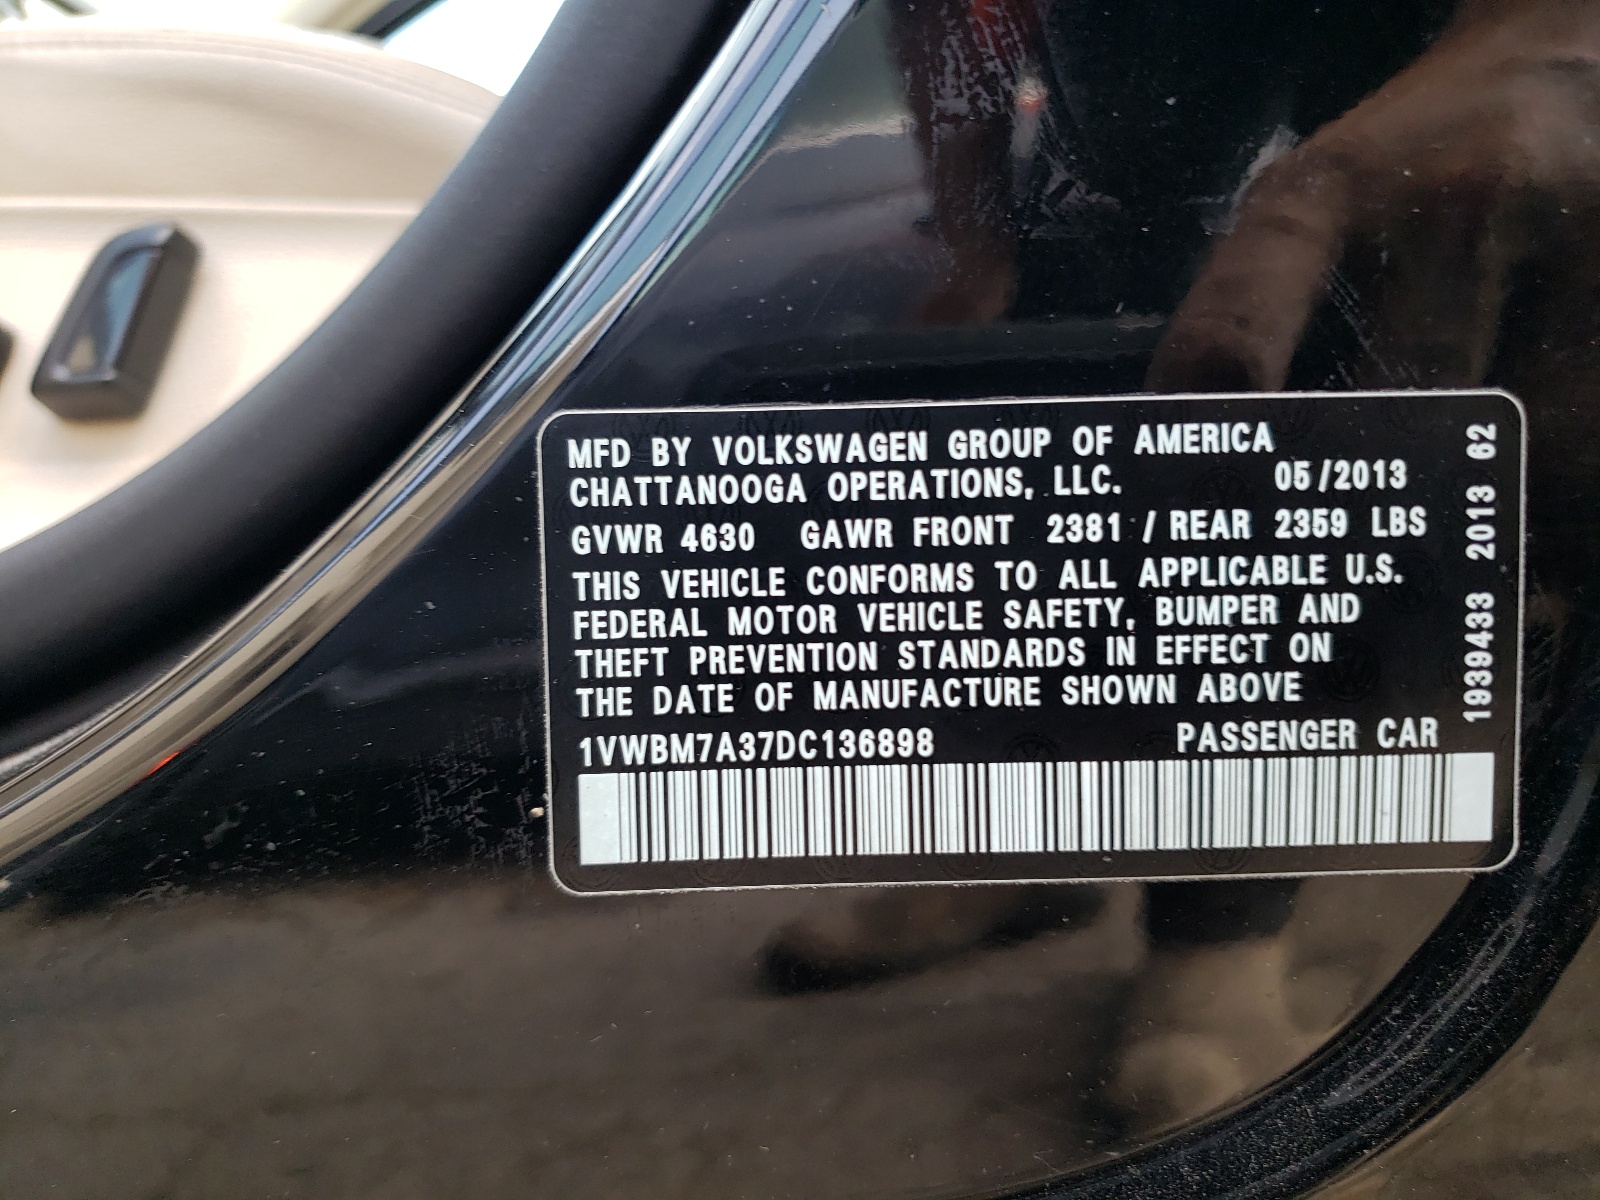 MFD BY VOLKSWAGEN GROUP OF AMERICA
CHATTANOOGA OPERATIONS, LLC. 05/2013
GVWR 4630 GAWR FRONT 2381 / REAR 2359 LBS
THIS VEHICLE CONFORMS TO ALL APPLICABLE U.S.
FEDERAL MOTOR VEHICLE SAFETY, BUMPER AND
THEFT PREVENTION STANDARDS IN EFFECT ON
THE DATE OF MANUFACTURE SHOWN ABOVE
1VWBM7A37DC136898 PASSENGER CAR
1939433 2013 62